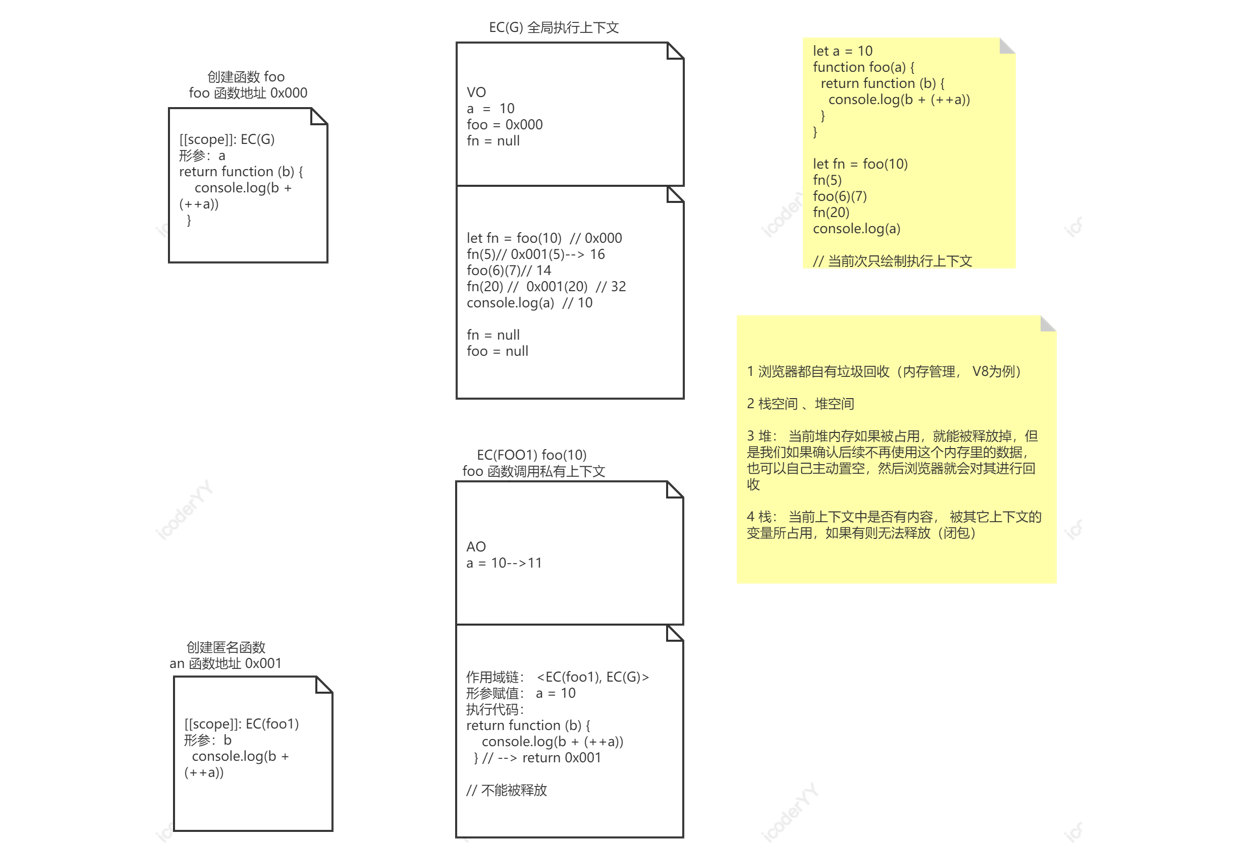 EC(G) 全局执行上下文
VO
a  =  10
foo = 0x000
fn = null
let fn = foo(10)  // 0x000
fn(5)// 0x001(5)--> 16
foo(6)(7)// 14
fn(20) //  0x001(20)  // 32
console.log(a)  // 10
fn = null
foo = null
创建函数 foo
foo 函数地址 0x000
[[scope]]: EC(G)
形参：a
return function (b) {
console.log(b +
(++a))
}
let a = 10
function foo(a) {
return function (b) {
console.log(b + (++a))
}
}
let fn = foo(10)
fn(5)
foo(6)(7)
fn(20)
console.log(a)
// 当前次只绘制执行上下文
1 浏览器都自有垃圾回收（内存管理， V8为例）
2 栈空间 、堆空间
3 堆： 当前堆内存如果被占用，就能被释放掉，但
是我们如果确认后续不再使用这个内存里的数据，
也可以自己主动置空，然后浏览器就会对其进行回
收
4 栈： 当前上下文中是否有内容， 被其它上下文的
变量所占用，如果有则无法释放（闭包）
EC(FOO1) foo(10)
foo 函数调用私有上下文
AO
a = 10-->11
作用域链： <EC(foo1), EC(G)>
形参赋值： a = 10
执行代码：
return function (b) {
console.log(b + (++a))
} // --> return 0x001
// 不能被释放
创建匿名函数
an 函数地址 0x001
[[scope]]: EC(foo1)
形参：b
console.log(b +
(++a))
icoderYY
icoderYY
icoderYY